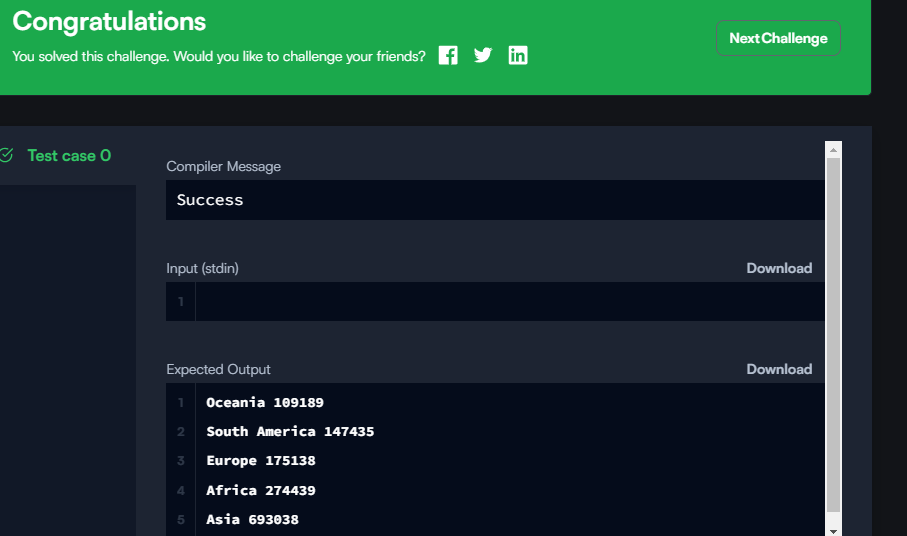 Congratulations
You solved this challenge. Would you like to challenge your friends?
Next Challenge
Test case 0
Compiler Message
Success
Input (stdin)
Download
1
Expected Output
Download
1 Oceania 109189
2 South America 147435
3 Europe 175138
4 Africa 274439
5 Asia 693038